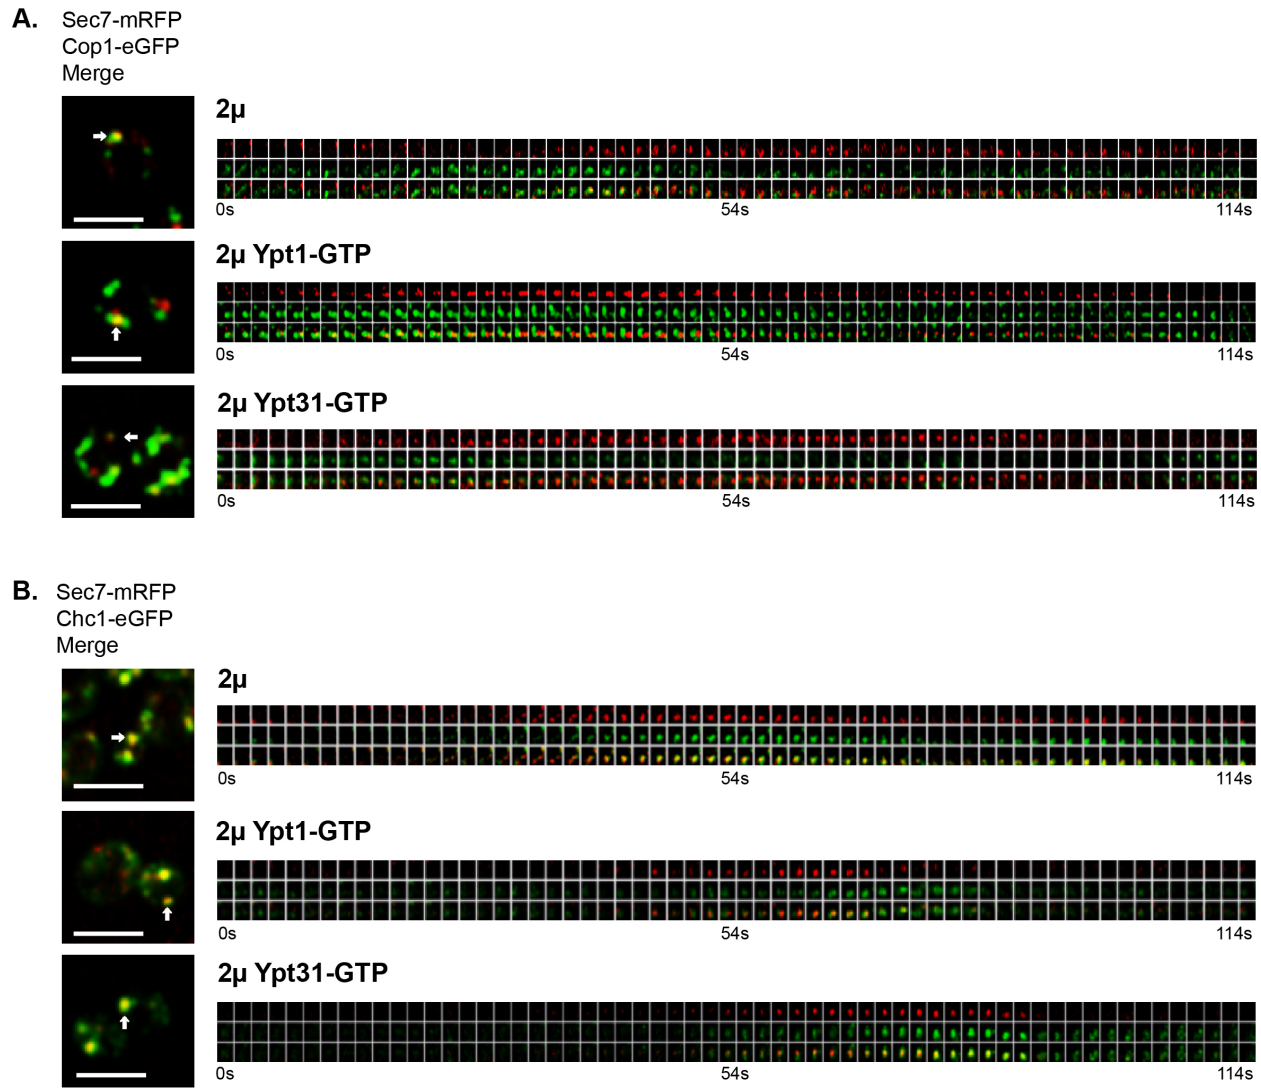 A.
Sec7-mRFP
Cop1-eGFP
Merge
2µ
0s 54s 114s
2µ Ypt1-GTP
0s 54s 114s
2µ Ypt31-GTP
0s 54s 114s
B.
Sec7-mRFP
Chc1-eGFP
Merge
2µ
0s 54s 114s
2µ Ypt1-GTP
0s 54s 114s
2µ Ypt31-GTP
0s 54s 114s